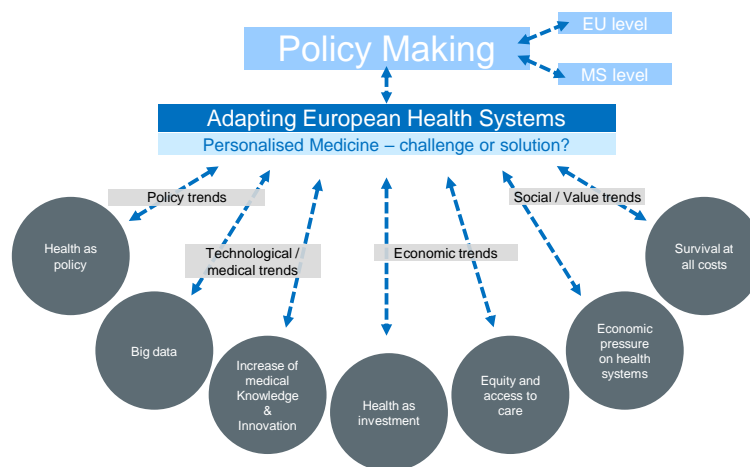 Policy Making
EU level
MS level
Adapting European Health Systems
Personalised Medicine – challenge or solution?
Policy trends
Social / Value trends
Technological /
medical trends
Economic trends
Health as
policy
Big data
Increase of
medical
Knowledge
&
Innovation
Health as
investment
Equity and
access to
care
Economic
pressure
on health
systems
Survival at
all costs